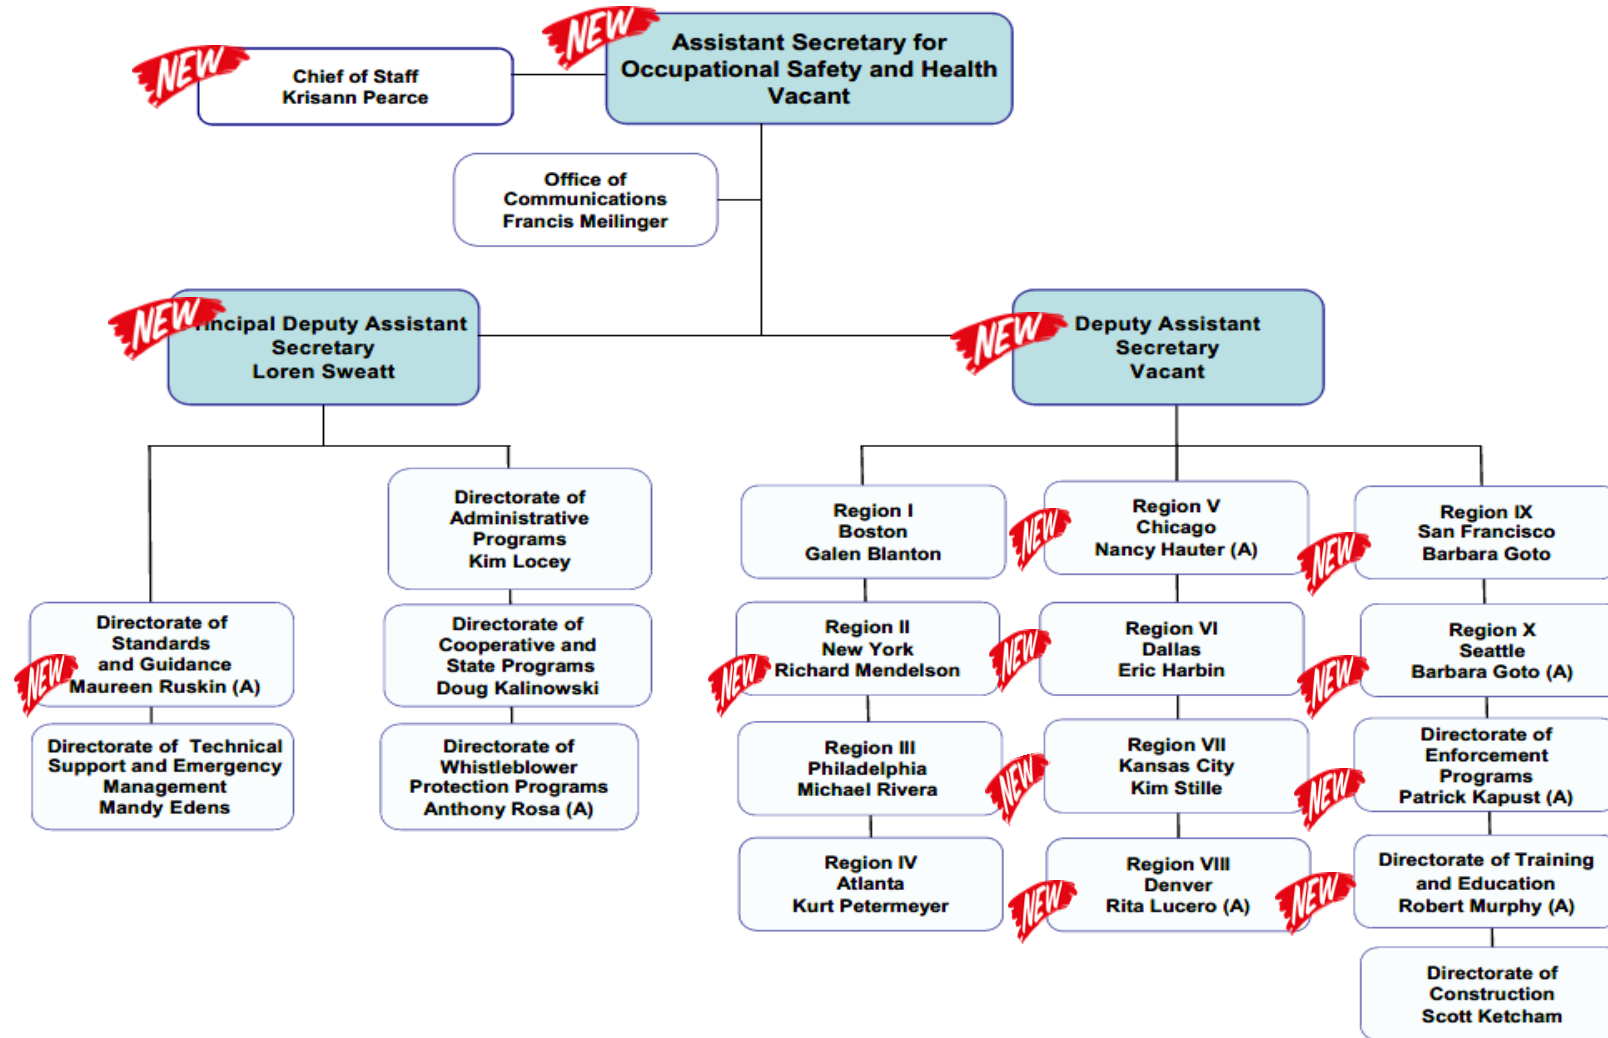 NEW
Assistant Secretary for
Occupational Safety and Health
Vacant
NEW
Chief of Staff
Krisann Pearce
Office of
Communications
Francis Meilinger
NEW
rincipal Deputy Assistant
Secretary
Loren Sweatt
NEW
Deputy Assistant
Secretary
Vacant
Directorate of
Administrative
Programs
Kim Locey
Directorate of
Standards
and Guidance
NEW
Maureen Ruskin (A)
Directorate of
Cooperative and
State Programs
Doug Kalinowski
Directorate of Technical
Support and Emergency
Management
Mandy Edens
Directorate of
Whistleblower
Protection Programs
Anthony Rosa (A)
Region I
Boston
Galen Blanton
Region II
New York
NEW
Richard Mendelson
Region III
Philadelphia
Michael Rivera
Region IV
Atlanta
Kurt Petermeyer
Region V
Chicago
NEW
Nancy Hauter (A)
Region VI
Dallas
NEW
Eric Harbin
Region VII
Kansas City
NEW
Kim Stille
Region VIII
Denver
NEW
Rita Lucero (A)
Region IX
San Francisco
NEW
Barbara Goto
Region X
Seattle
NEW
Barbara Goto (A)
Directorate of
Enforcement
Programs
NEW
Patrick Kapust (A)
Directorate of Training
and Education
NEW
Robert Murphy (A)
Directorate of
Construction
Scott Ketcham